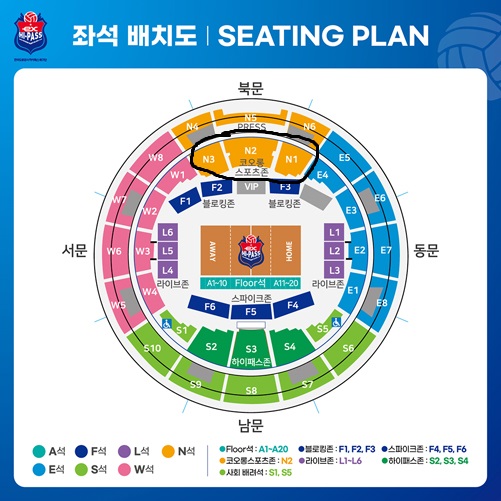 HI-PASS
좌석 배치도 | SEATING PLAN
북문
N4 N5 N6
PRESS
W8 N3 N2 N1 E5
코오롱
스포츠존
W1 E4
F2 VIP F3
F1 블로킹존 F1
W7 W2 E3 E6
L6 L1
서문 W3 L5 AWAY HI-PASS HOME L2 E2 E7 동문
W6
L4 L3
라이브존 A1-10 Floor석 A11-20 라이브존
W5 W4 E1 E8
스파이크존
F6 F5 F4
S1 S5
S2 S3 S4
하이패스존
S10 S6
S9 S8 S7
남문
A석 F석 L석 N석
E석 S석 W석
Floor석 : A1~A20 블로킹존 : F1, F2, F3 스파이크존 : F4, F5, F6
코오롱스포츠존 : N2 라이브존 : L1~L6 하이패스존 : S2, S3, S4
사회 배려석 : S1, S5